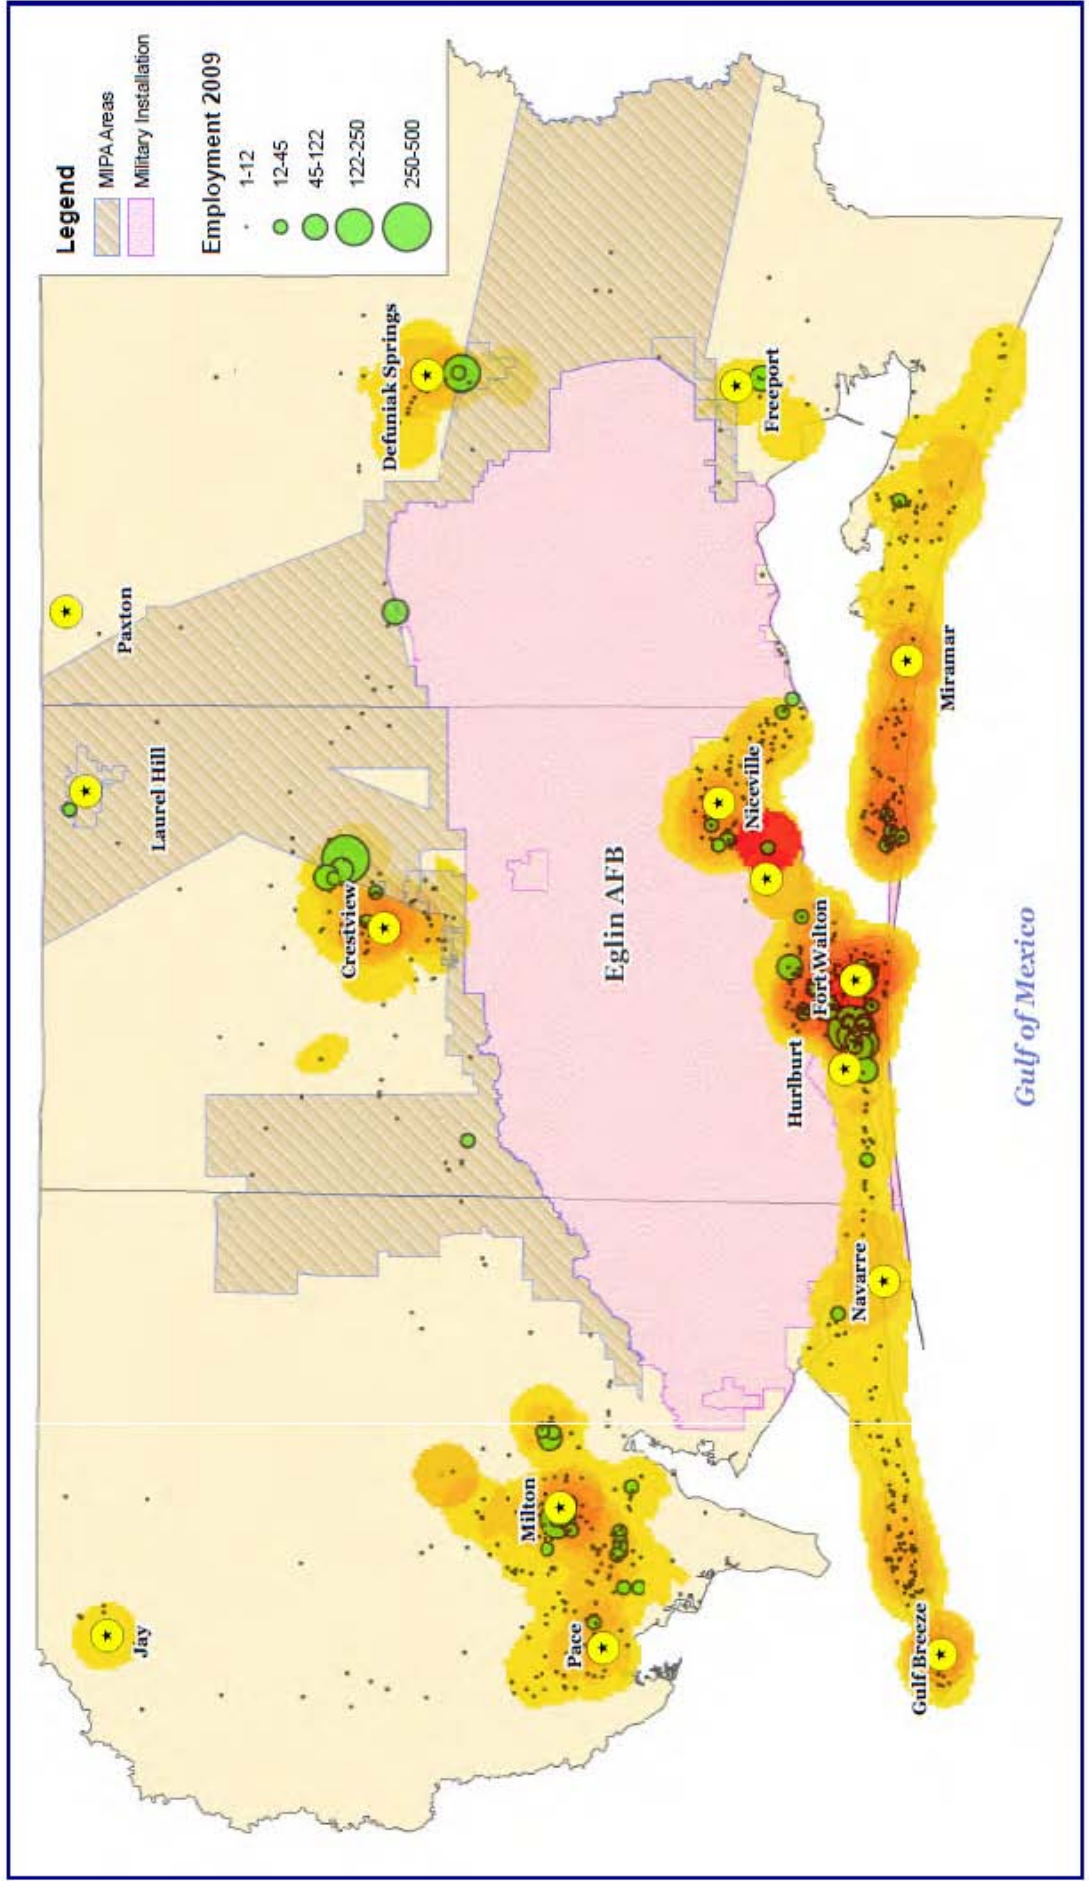 Legend
MIPA Areas
Military Installation
Employment 2009
1-12
12-45
45-122
122-250
250-500
Paxton
Laurel Hill
Jay
Defuniak Springs
Crestview
Milton
Pace
Freeport
Niceville
Eglin AFB
Fort Walton
Hurlburt
Miramar
Navarre
Gulf Breeze
Gulf of Mexico